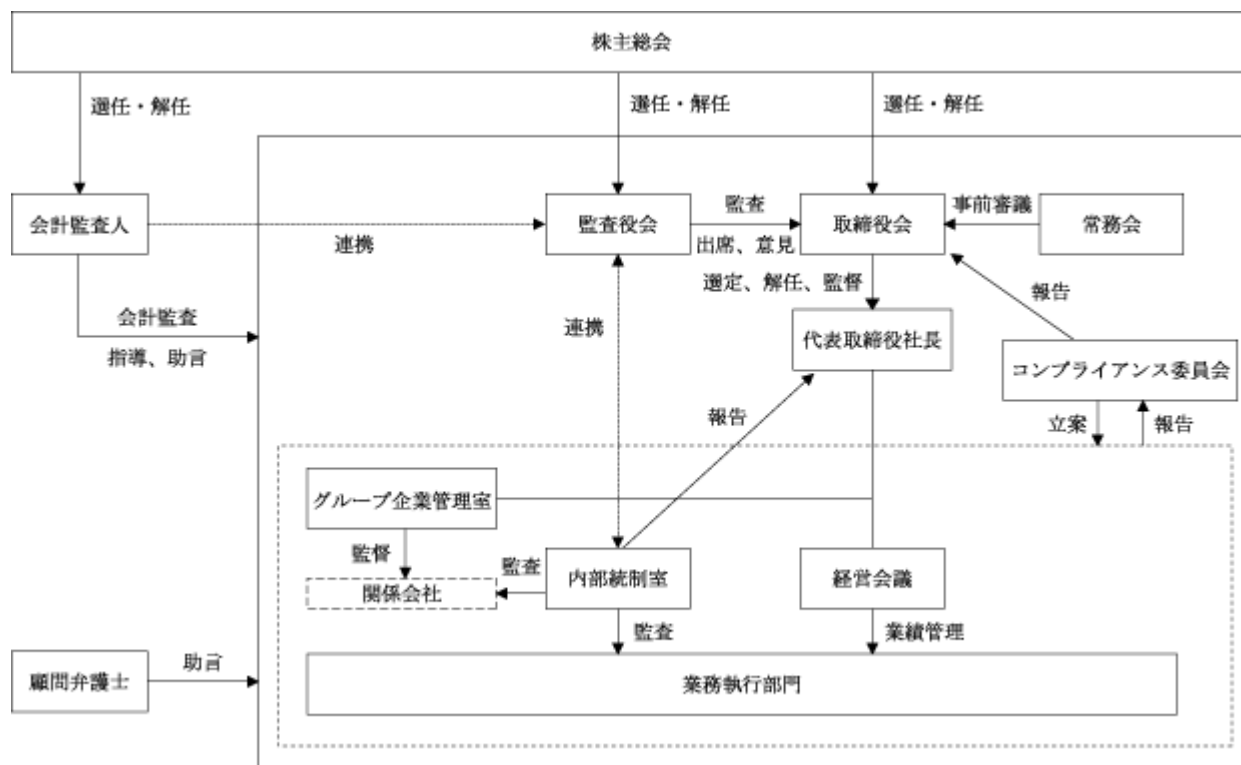 株主総会
選任・解任
選任・解任
選任・解任
会計監査人
連携
監査役会
監査
出席、意見
取締役会
事前審議
常務会
選定、解任、監督
報告
会計監査
指導、助言
連携
代表取締役社長
コンプライアンス委員会
報告
立案
報告
グループ企業管理室
監督
関係会社
監査
内部統制室
経営会議
監査
業績管理
顧問弁護士
助言
業務執行部門